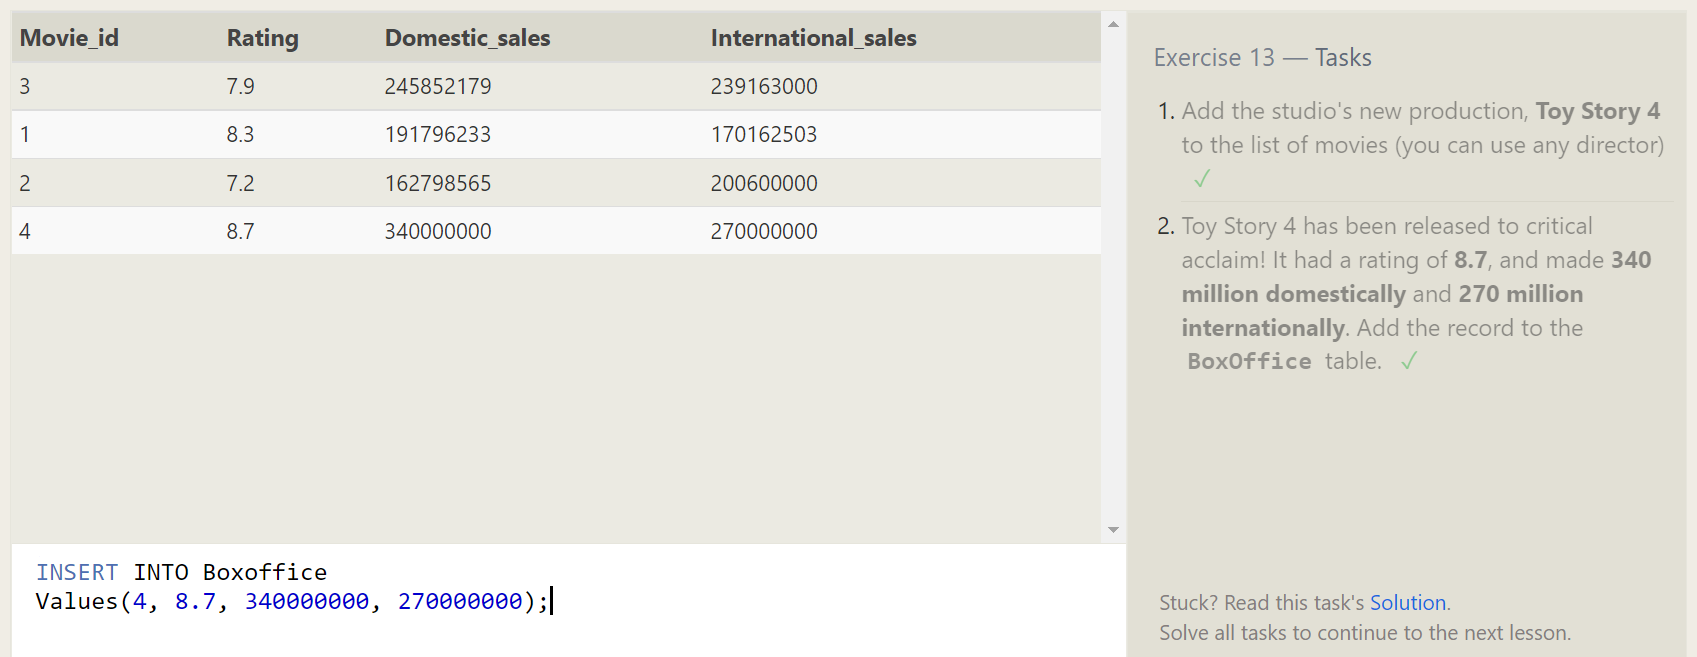 Movie_id Rating Domestic_sales International_sales
3 7.9 245852179 239163000
1 8.3 191796233 170162503
2 7.2 162798565 200600000
4 8.7 340000000 270000000
INSERT INTO Boxoffice
Values(4, 8.7, 340000000, 270000000);
Exercise 13 — Tasks
1. Add the studio's new production, Toy Story 4
to the list of movies (you can use any director)
✓
2. Toy Story 4 has been released to critical
acclaim! It had a rating of 8.7, and made 340
million domestically and 270 million
internationally. Add the record to the
BoxOffice table. ✓
Stuck? Read this task's Solution.
Solve all tasks to continue to the next lesson.